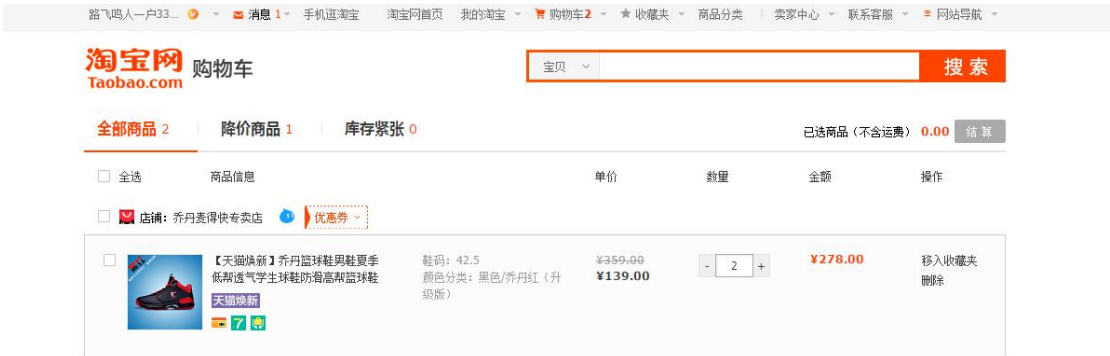 路飞鸣人一户33... 消息 1 手机逛淘宝 淘宝网首页 我的淘宝 购物车2 收藏夹 商品分类 卖家中心 联系客服 网站导航
淘宝网 购物车
Taobao.com
宝贝 搜索
全部商品 2 降价商品 1 库存紧张 0 已选商品（不含运费） 0.00 结算
全选 商品信息 单价 数量 金额 操作
店铺：乔丹麦得快专卖店 优惠券
【天猫焕新】乔丹篮球鞋男鞋夏季 鞋码：42.5 ¥359.00 - 2 + ¥278.00 移入收藏夹
低帮透气学生球鞋防滑高帮篮球鞋 颜色分类：黑色/乔丹红（升 ¥139.00 删除
天猫焕新 级版）
7